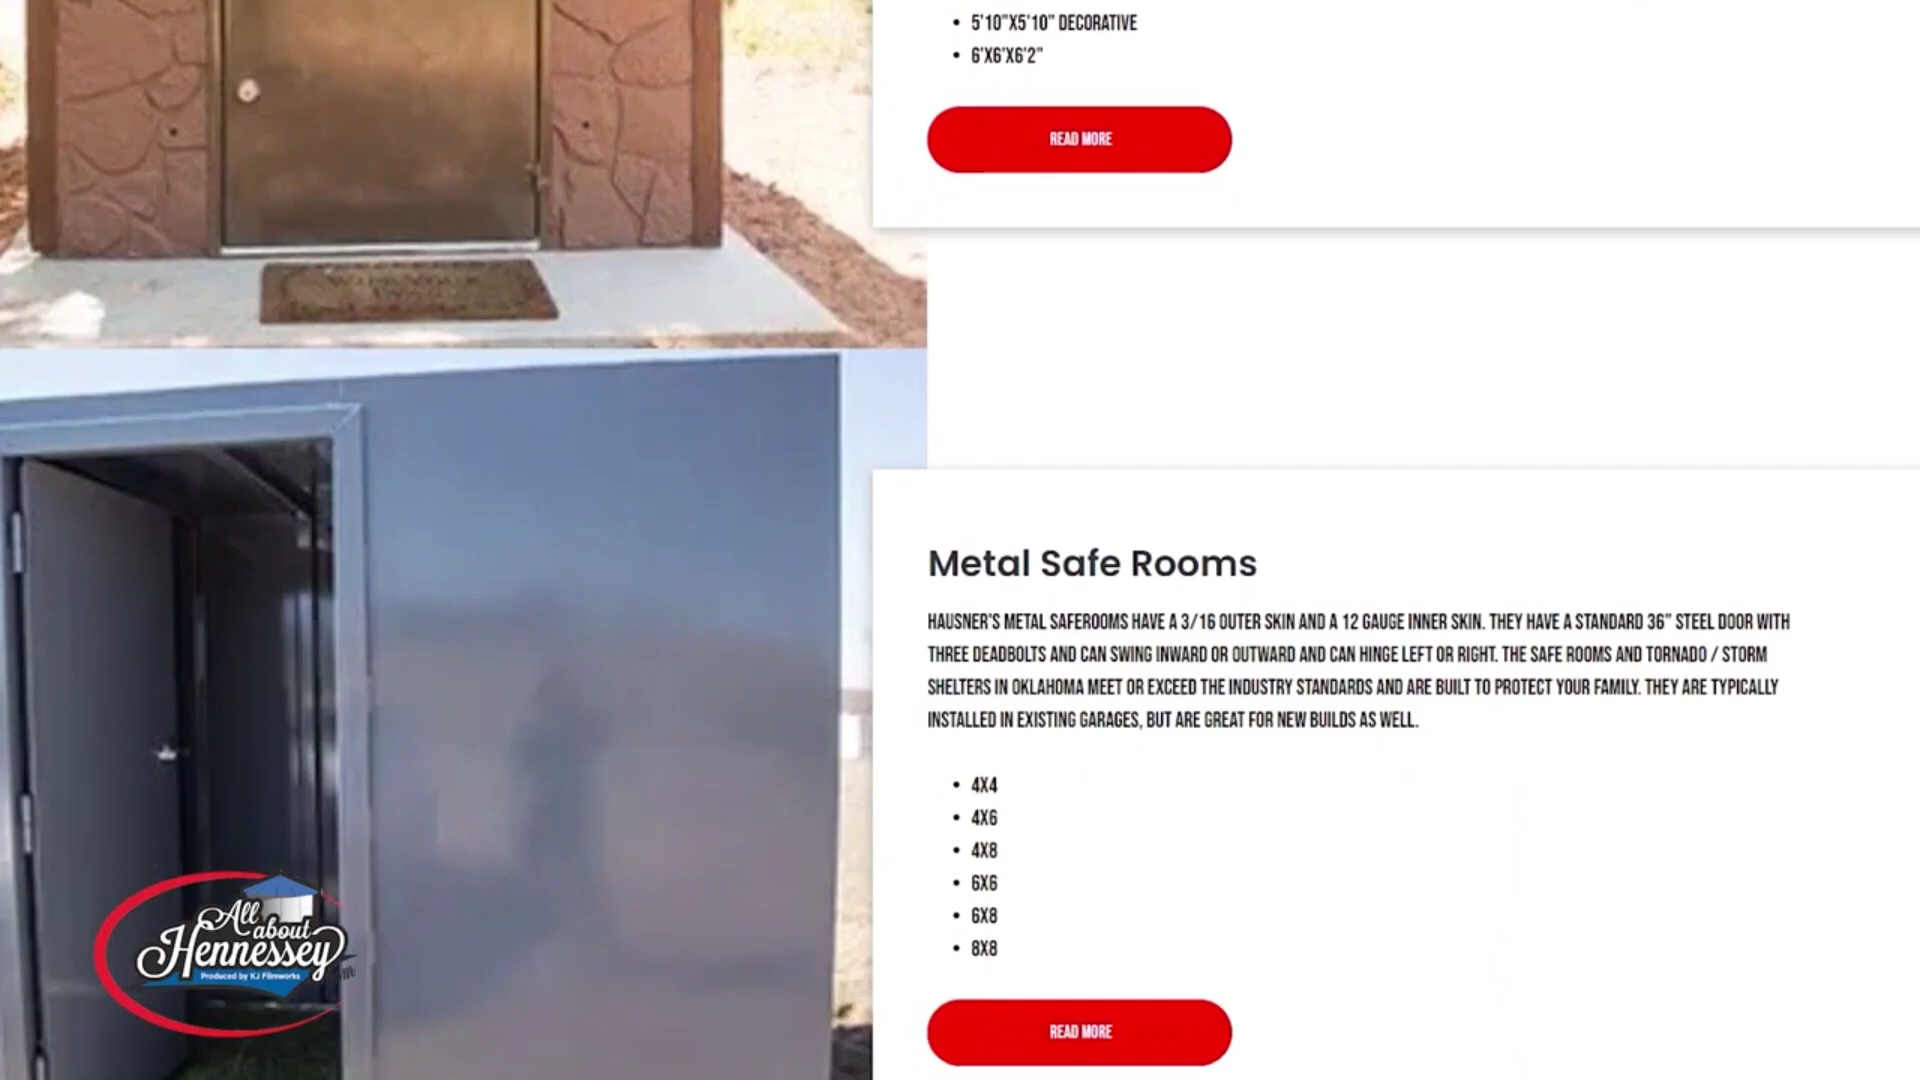 • 5'10"X5'10" DECORATIVE
• 6'X6'X6'2"
READ MORE
Metal Safe Rooms
HAUSNER'S METAL SAFEROOMS HAVE A 3/16 OUTER SKIN AND A 12 GAUGE INNER SKIN. THEY HAVE A STANDARD 36" STEEL DOOR WITH
THREE DEADBOLTS AND CAN SWING INWARD OR OUTWARD AND CAN HINGE LEFT OR RIGHT. THE SAFE ROOMS AND TORNADO / STORM
SHELTERS IN OKLAHOMA MEET OR EXCEED THE INDUSTRY STANDARDS AND ARE BUILT TO PROTECT YOUR FAMILY. THEY ARE TYPICALLY
INSTALLED IN EXISTING GARAGES, BUT ARE GREAT FOR NEW BUILDS AS WELL.
• 4X4
• 4X6
• 4X8
• 6X6
• 6X8
• 8X8
READ MORE
All
about
Hennessey
Produced by KJ Filmworks